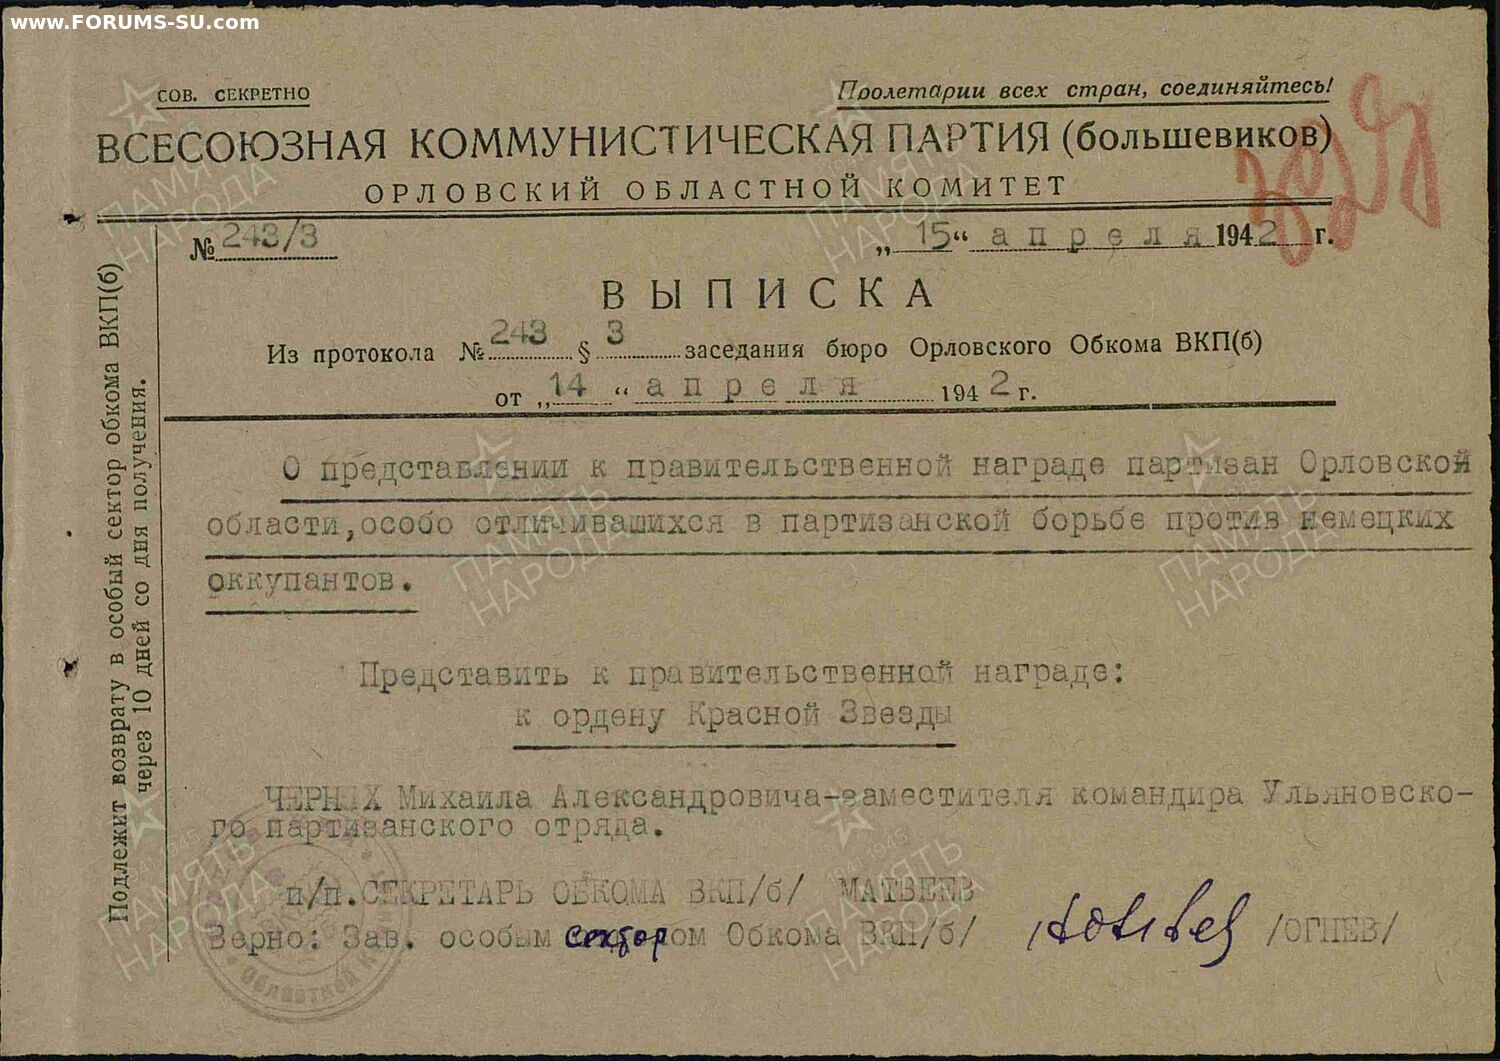 www.FORUMS-SU.com
СОВ. СЕКРЕТНО
Пролетарии всех стран, соединяйтесь!
ВСЕСОЮЗНАЯ КОММУНИСТИЧЕСКАЯ ПАРТИЯ (большевиков)
ОРЛОВСКИЙ ОБЛАСТНОЙ КОМИТЕТ
№ 243/3
„ 15 “ апреля 1942 г.
ВЫПИСКА
Из протокола № 243 § 3 заседания бюро Орловского Обкома ВКП(б)
от „ 14 “ апреля 1942 г.
Подлежит возврату в особый сектор обкома ВКП(б)
через 10 дней со дня получения.
О представлении к правительственной награде партизан Орловской
области, особо отличившихся в партизанской борьбе против немецких
оккупантов.
Представить к правительственной награде:
к ордену Красной Звезды
ЧЕРНЫХ Михаила Александровича-заместителя командира Ульяновско-
го партизанского отряда.
п/п. СЕКРЕТАРЬ ОБКОМА ВКП/б/ МАТВЕЕВ
Верно: Зав. особым сектором Обкома ВКП/б/ /ОГНЕВ/
ОБЛАСТНОЙ
ПАМЯТЬ
НАРОДА